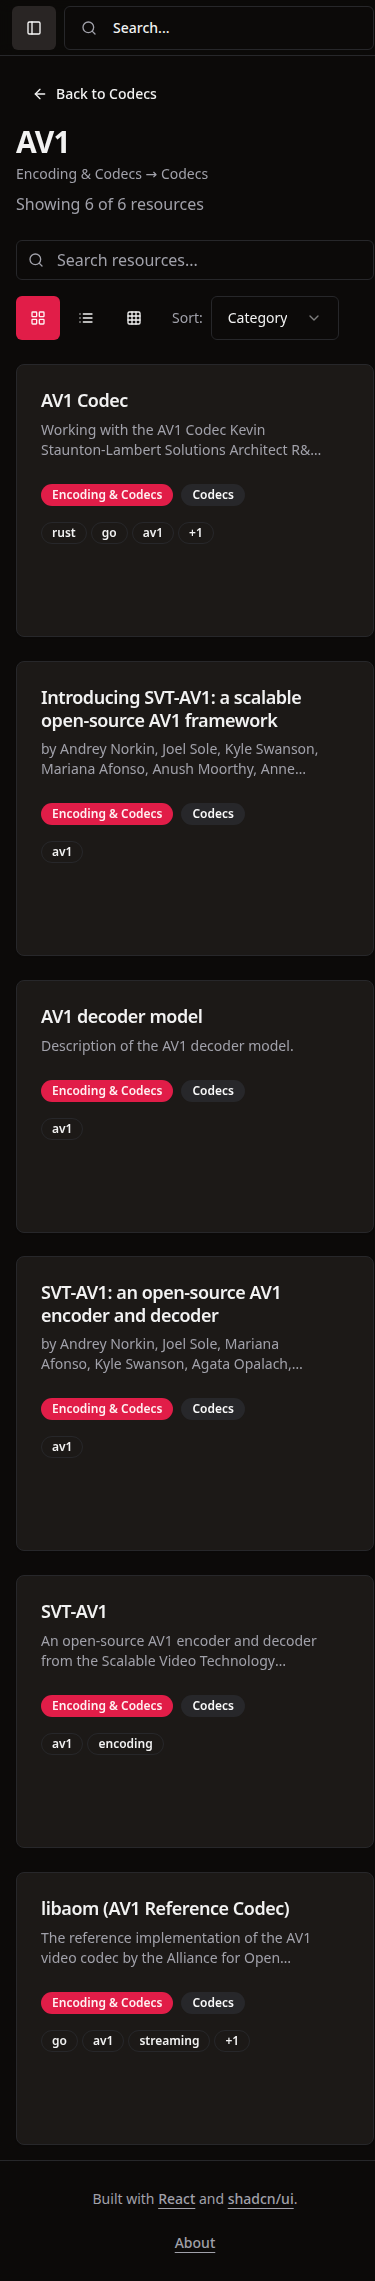 Search...
Back to Codecs
AV1
Encoding & Codecs → Codecs
Showing 6 of 6 resources
Search resources...
Sort: Category
AV1 Codec
Working with the AV1 Codec Kevin
Staunton-Lambert Solutions Architect R&...
Encoding & Codecs Codecs
rust go av1 +1
Introducing SVT-AV1: a scalable
open-source AV1 framework
by Andrey Norkin, Joel Sole, Kyle Swanson,
Mariana Afonso, Anush Moorthy, Anne...
Encoding & Codecs Codecs
av1
AV1 decoder model
Description of the AV1 decoder model.
Encoding & Codecs Codecs
av1
SVT-AV1: an open-source AV1
encoder and decoder
by Andrey Norkin, Joel Sole, Mariana
Afonso, Kyle Swanson, Agata Opalach,...
Encoding & Codecs Codecs
av1
SVT-AV1
An open-source AV1 encoder and decoder
from the Scalable Video Technology...
Encoding & Codecs Codecs
av1 encoding
libaom (AV1 Reference Codec)
The reference implementation of the AV1
video codec by the Alliance for Open...
Encoding & Codecs Codecs
go av1 streaming +1
Built with React and shadcn/ui.
About